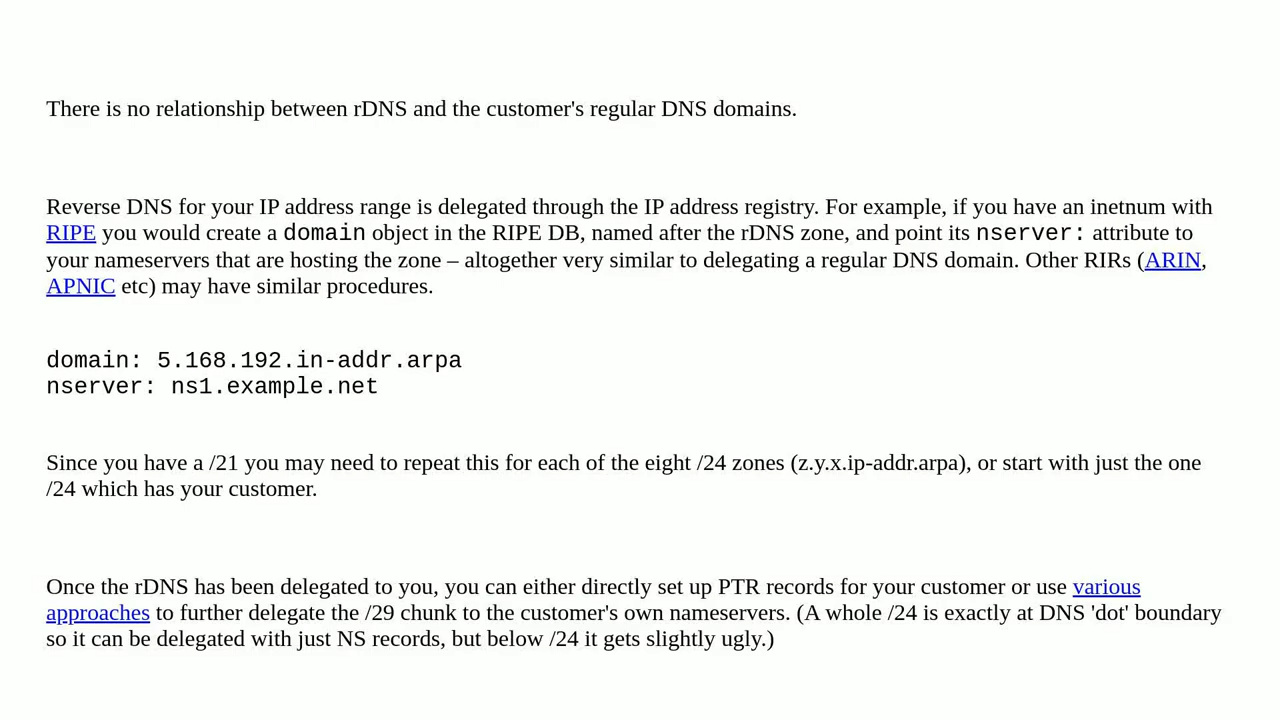 There is no relationship between rDNS and the customer's regular DNS domains.
Reverse DNS for your IP address range is delegated through the IP address registry. For example, if you have an inetnum with
RIPE you would create a domain object in the RIPE DB, named after the rDNS zone, and point its nserver: attribute to
your nameservers that are hosting the zone – altogether very similar to delegating a regular DNS domain. Other RIRs (ARIN,
APNIC etc) may have similar procedures.
domain: 5.168.192.in-addr.arpa
nserver: ns1.example.net
Since you have a /21 you may need to repeat this for each of the eight /24 zones (z.y.x.ip-addr.arpa), or start with just the one
/24 which has your customer.
Once the rDNS has been delegated to you, you can either directly set up PTR records for your customer or use various
approaches to further delegate the /29 chunk to the customer's own nameservers. (A whole /24 is exactly at DNS 'dot' boundary
so it can be delegated with just NS records, but below /24 it gets slightly ugly.)